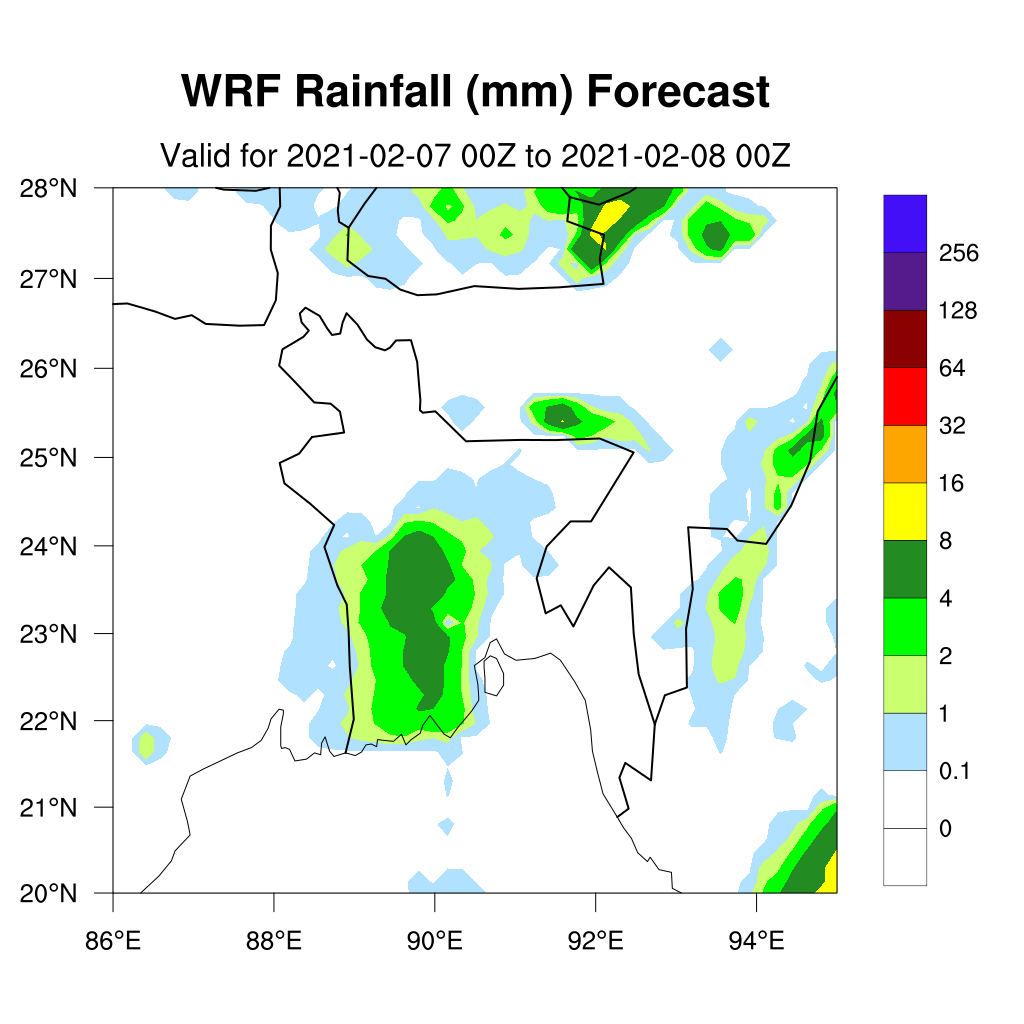 WRF Rainfall (mm) Forecast
Valid for 2021-02-07 00Z to 2021-02-08 00Z
28°N
27°N
26°N
25°N
24°N
23°N
22°N
21°N
20°N
86°E 88°E 90°E 92°E 94°E
256
128
64
32
16
8
4
2
1
0.1
0